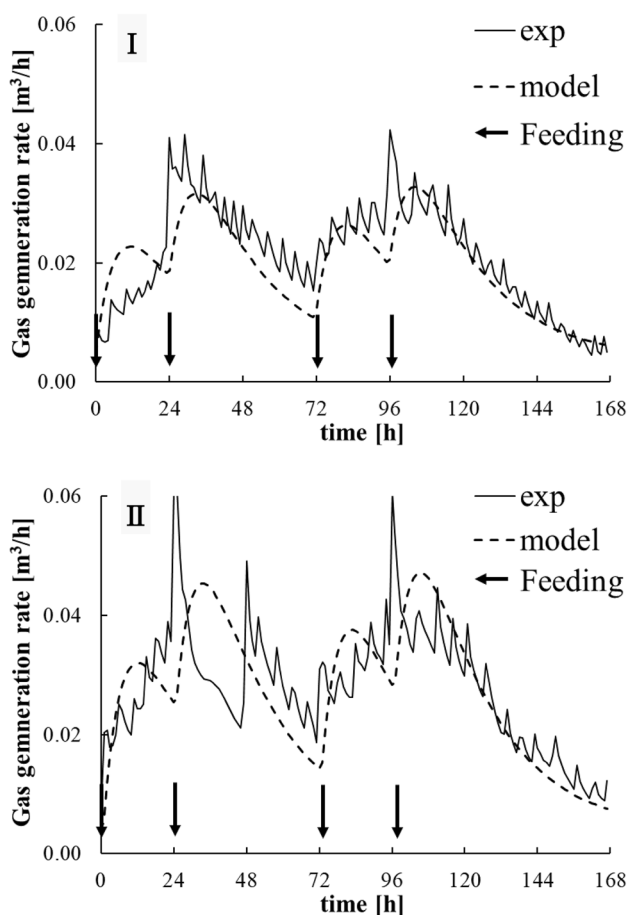 I
exp
model
Feeding
Gas gemneration rate [m³/h]
0.06
0.04
0.02
0.00
0 24 48 72 96 120 144 168
time [h]
II
exp
model
Feeding
Gas gemneration rate [m³/h]
0.06
0.04
0.02
0.00
0 24 48 72 96 120 144 168
time [h]